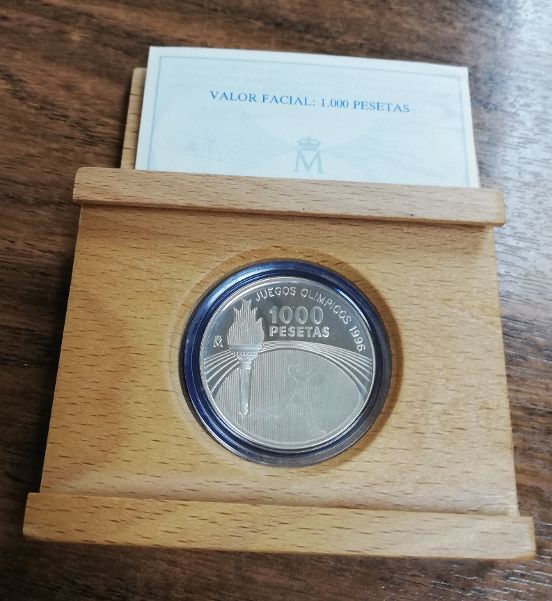 VALOR FACIAL: 1.000 PESETAS
M
JUEGOS OLIMPICOS 1996
1000
PESETAS
M